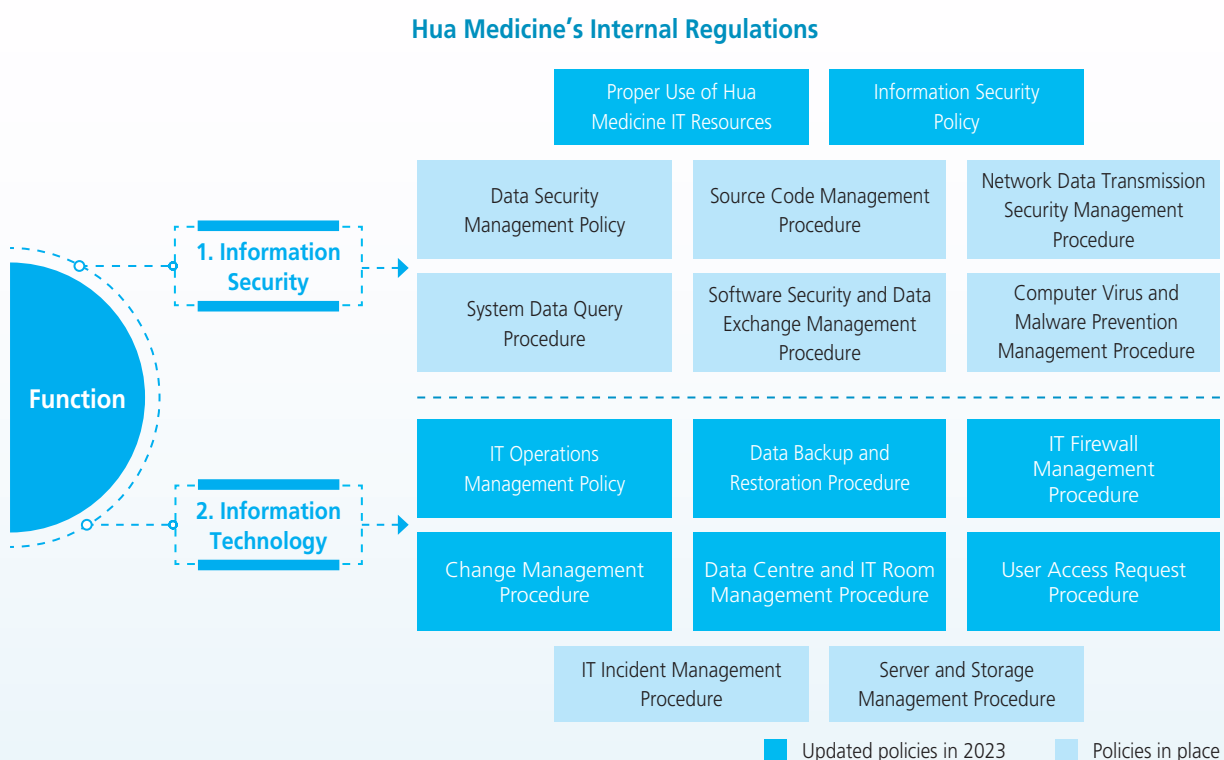 Hua Medicine's Internal Regulations
Proper Use of Hua
Medicine IT Resources
Information Security
Policy
Data Security
Management Policy
Source Code Management
Procedure
Network Data Transmission
Security Management
Procedure
1. Information
Security
System Data Query
Procedure
Software Security and Data
Exchange Management
Procedure
Computer Virus and
Malware Prevention
Management Procedure
Function
IT Operations
Management Policy
Data Backup and
Restoration Procedure
IT Firewall
Management
Procedure
2. Information
Technology
Change Management
Procedure
Data Centre and IT Room
Management Procedure
User Access Request
Procedure
IT Incident Management
Procedure
Server and Storage
Management Procedure
Updated policies in 2023
Policies in place